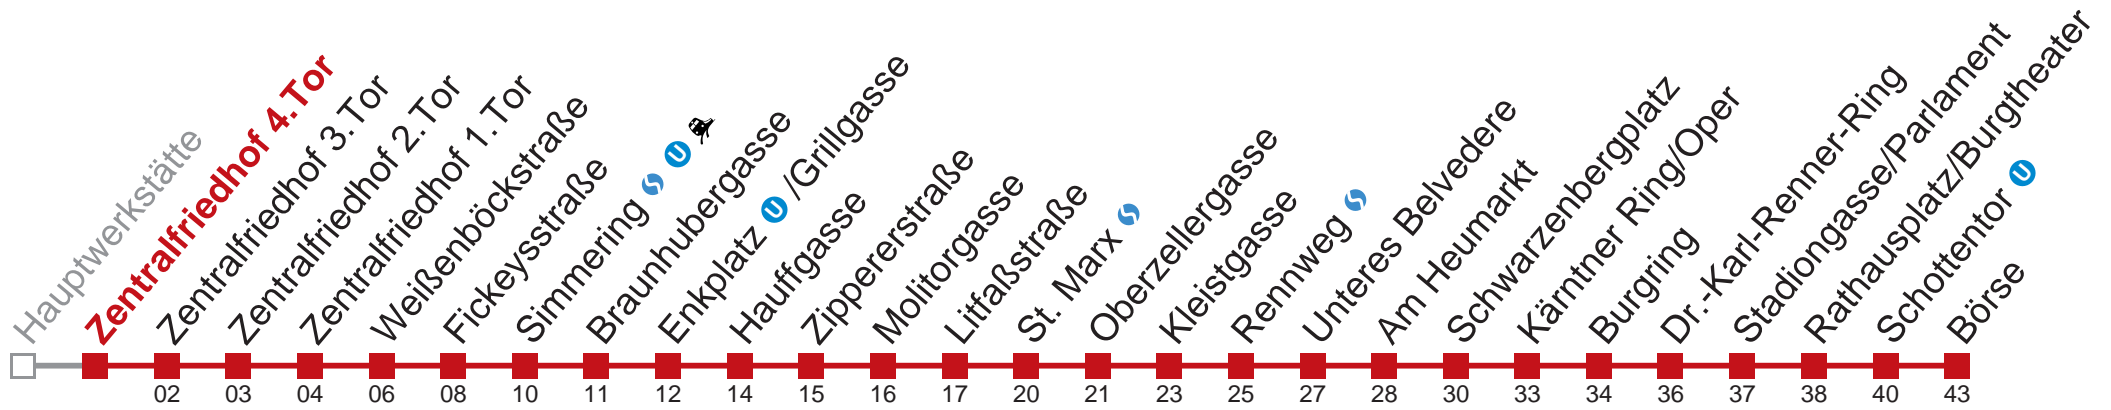 Hauptwerkstätte
Zentralfriedhof 4.Tor
Zentralfriedhof 3.Tor
Zentralfriedhof 2.Tor
Zentralfriedhof 1.Tor
Weißenböckstraße
Fickeysstraße
Simmering S U
Braunhubergasse
Enkplatz U /Grillgasse
Hauffgasse
Zippererstraße
Molitorgasse
Litfaßstraße
St. Marx S
Oberzellergasse
Kleistgasse
Rennweg S
Unteres Belvedere
Am Heumarkt
Schwarzenbergplatz
Kärntner Ring/Oper
Burgring
Dr.-Karl-Renner-Ring
Stadiongasse/Parlament
Rathausplatz/Burgtheater
Schottentor U
Börse
02 03 04 06 08 10 11 12 14 15 16 17 20 21 23 25 27 28 30 33 34 36 37 38 40 43